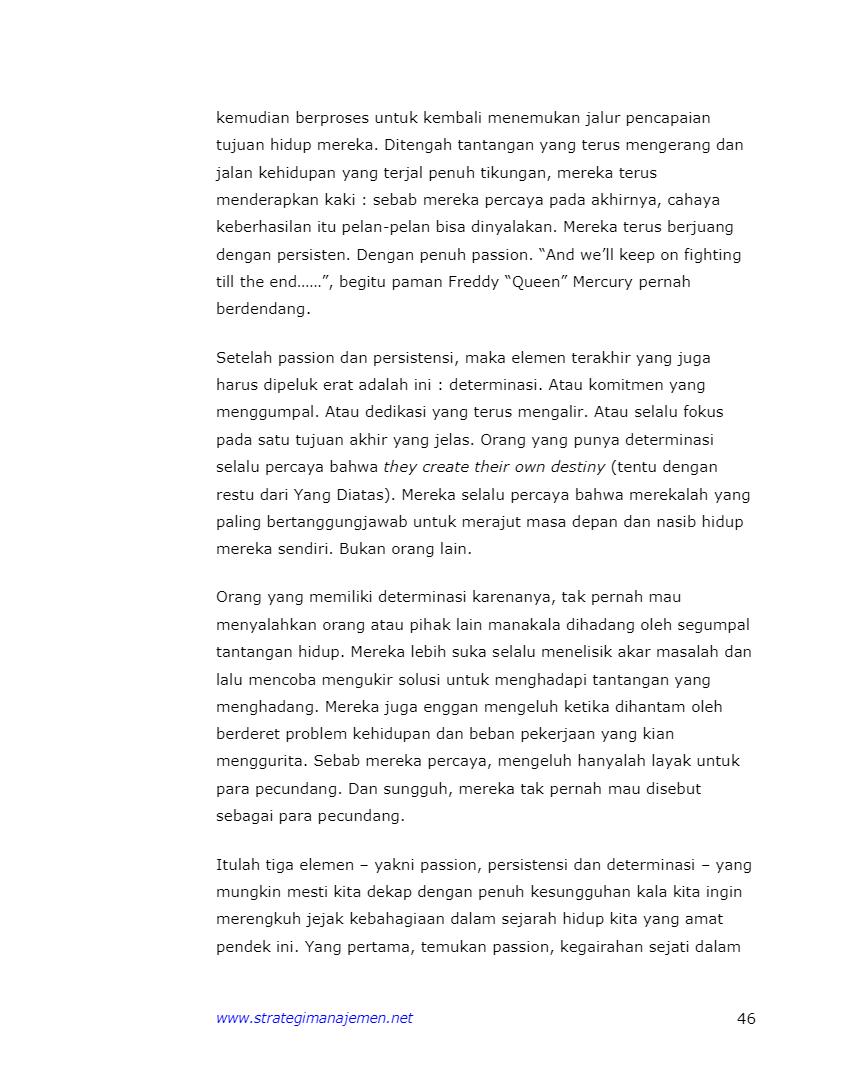 kemudian berproses untuk kembali menemukan jalur pencapaian
tujuan hidup mereka. Ditengah tantangan yang terus mengerang dan
jalan kehidupan yang terjal penuh tikungan, mereka terus
menderapkan kaki : sebab mereka percaya pada akhirnya, cahaya
keberhasilan itu pelan-pelan bisa dinyalakan. Mereka terus berjuang
dengan persisten. Dengan penuh passion. “And we’ll keep on fighting
till the end……”, begitu paman Freddy “Queen” Mercury pernah
berdendang.
Setelah passion dan persistensi, maka elemen terakhir yang juga
harus dipeluk erat adalah ini : determinasi. Atau komitmen yang
menggumpal. Atau dedikasi yang terus mengalir. Atau selalu fokus
pada satu tujuan akhir yang jelas. Orang yang punya determinasi
selalu percaya bahwa they create their own destiny (tentu dengan
restu dari Yang Diatas). Mereka selalu percaya bahwa merekalah yang
paling bertanggungjawab untuk merajut masa depan dan nasib hidup
mereka sendiri. Bukan orang lain.
Orang yang memiliki determinasi karenanya, tak pernah mau
menyalahkan orang atau pihak lain manakala dihadang oleh segumpal
tantangan hidup. Mereka lebih suka selalu menelisik akar masalah dan
lalu mencoba mengukir solusi untuk menghadapi tantangan yang
menghadang. Mereka juga enggan mengeluh ketika dihantam oleh
berderet problem kehidupan dan beban pekerjaan yang kian
menggurita. Sebab mereka percaya, mengeluh hanyalah layak untuk
para pecundang. Dan sungguh, mereka tak pernah mau disebut
sebagai para pecundang.
Itulah tiga elemen – yakni passion, persistensi dan determinasi – yang
mungkin mesti kita dekap dengan penuh kesungguhan kala kita ingin
merengkuh jejak kebahagiaan dalam sejarah hidup kita yang amat
pendek ini. Yang pertama, temukan passion, kegairahan sejati dalam
www.strategimanajemen.net 46